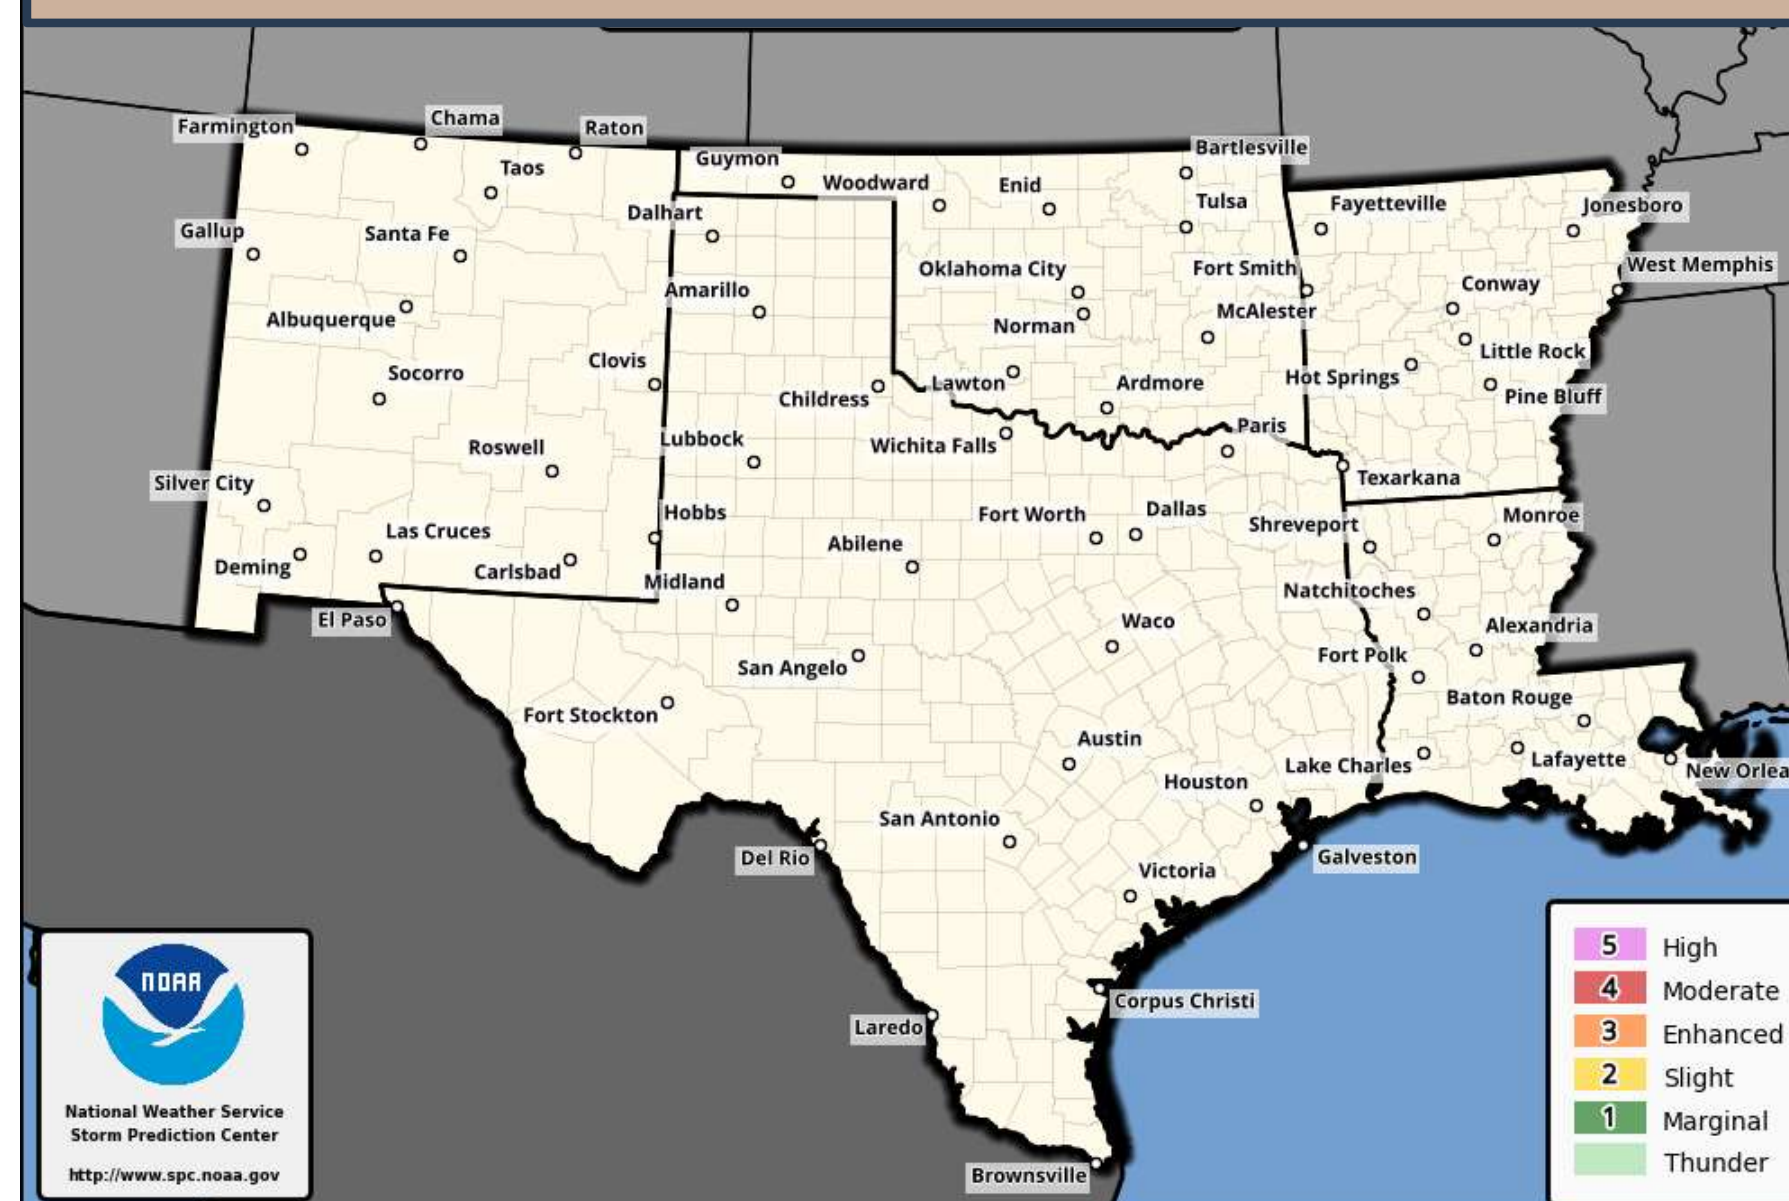 Farmington
Chama
Raton
Taos
Guymon
Woodward
Enid
Bartlesville
Tulsa
Fayetteville
Jonesboro
Gallup
Santa Fe
Dalhart
Oklahoma City
Fort Smith
West Memphis
Amarillo
Conway
Albuquerque
Norman
McAlester
Little Rock
Socorro
Clovis
Childress
Lawton
Ardmore
Hot Springs
Pine Bluff
Roswell
Lubbock
Wichita Falls
Paris
Texarkana
Silver City
Hobbs
Fort Worth
Dallas
Shreveport
Monroe
Las Cruces
Abilene
Deming
Carlsbad
Midland
Natchitoches
El Paso
Waco
Alexandria
San Angelo
Fort Polk
Fort Stockton
Baton Rouge
Austin
Houston
Lake Charles
Lafayette
New Orlea
San Antonio
Del Rio
Galveston
Victoria
Corpus Christi
Laredo
Brownsville
NOAA
National Weather Service
Storm Prediction Center
http://www.spc.noaa.gov
5 High
4 Moderate
3 Enhanced
2 Slight
1 Marginal
Thunder